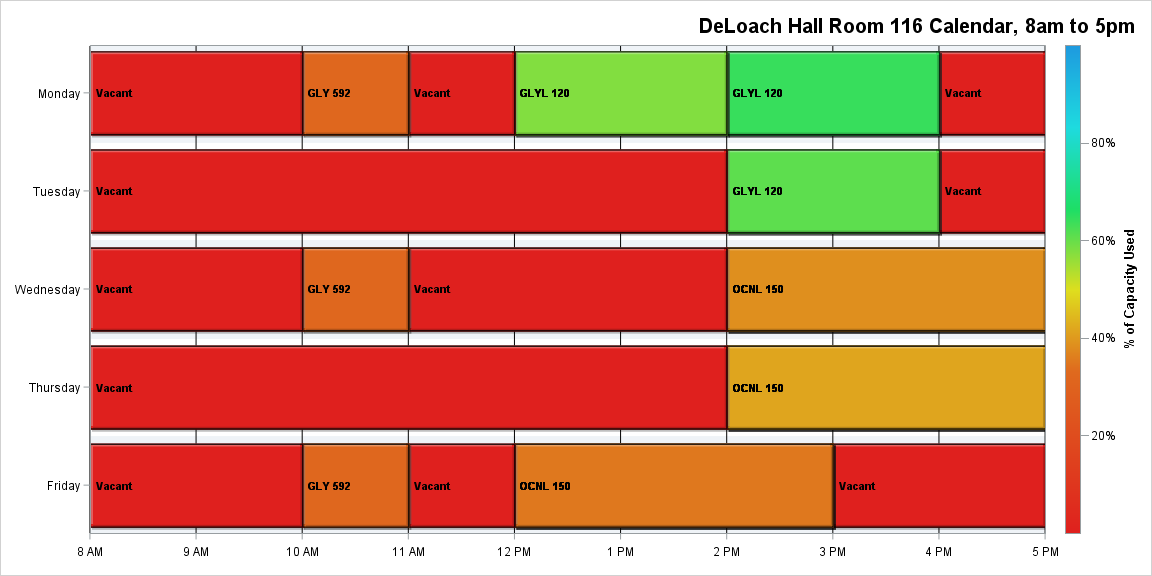 DeLoach Hall Room 116 Calendar, 8am to 5pm
Monday
Vacant
GLY 592
Vacant
GLYL 120
GLYL 120
Vacant
Tuesday
Vacant
GLYL 120
Vacant
Wednesday
Vacant
GLY 592
Vacant
OCNL 150
Thursday
Vacant
OCNL 150
Friday
Vacant
GLY 592
Vacant
OCNL 150
Vacant
8 AM
9 AM
10 AM
11 AM
12 PM
1 PM
2 PM
3 PM
4 PM
5 PM
80%
60%
40%
20%
% of Capacity Used